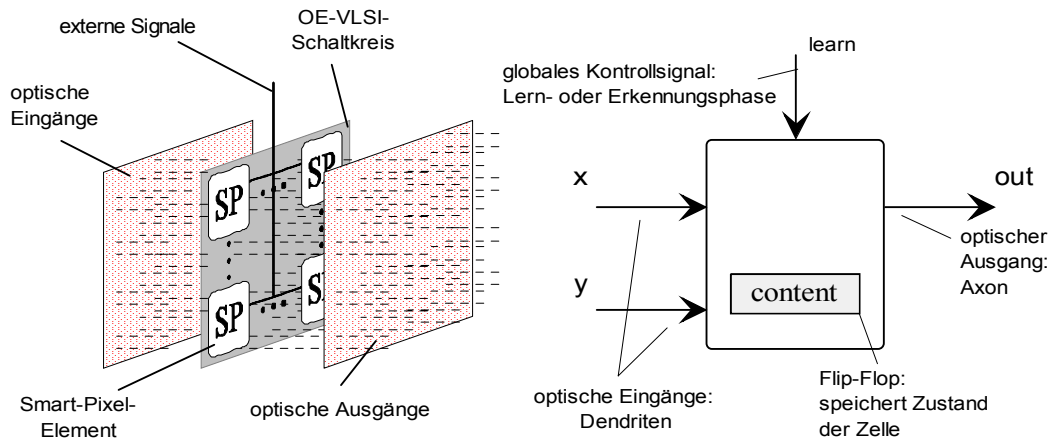 externe Signale
OE-VLSI-
Schaltkreis
optische
Eingänge
SP
SP
SP
Smart-Pixel-
Element
optische Ausgänge
learn
globales Kontrollsignal:
Lern- oder Erkennungsphase
x
out
optischer
Ausgang:
Axon
y
content
optische Eingänge:
Dendriten
Flip-Flop:
speichert Zustand
der Zelle